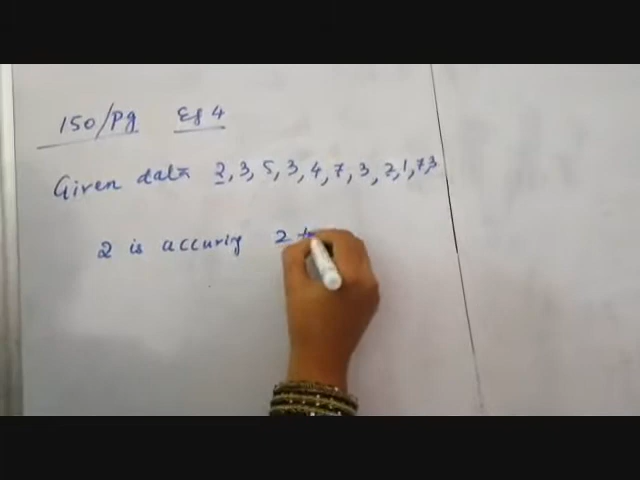 150/Pg Eg 4
Given data 2, 3, 5, 3, 4, 7, 3, 2, 1, 7, 3
2 is accuring 2